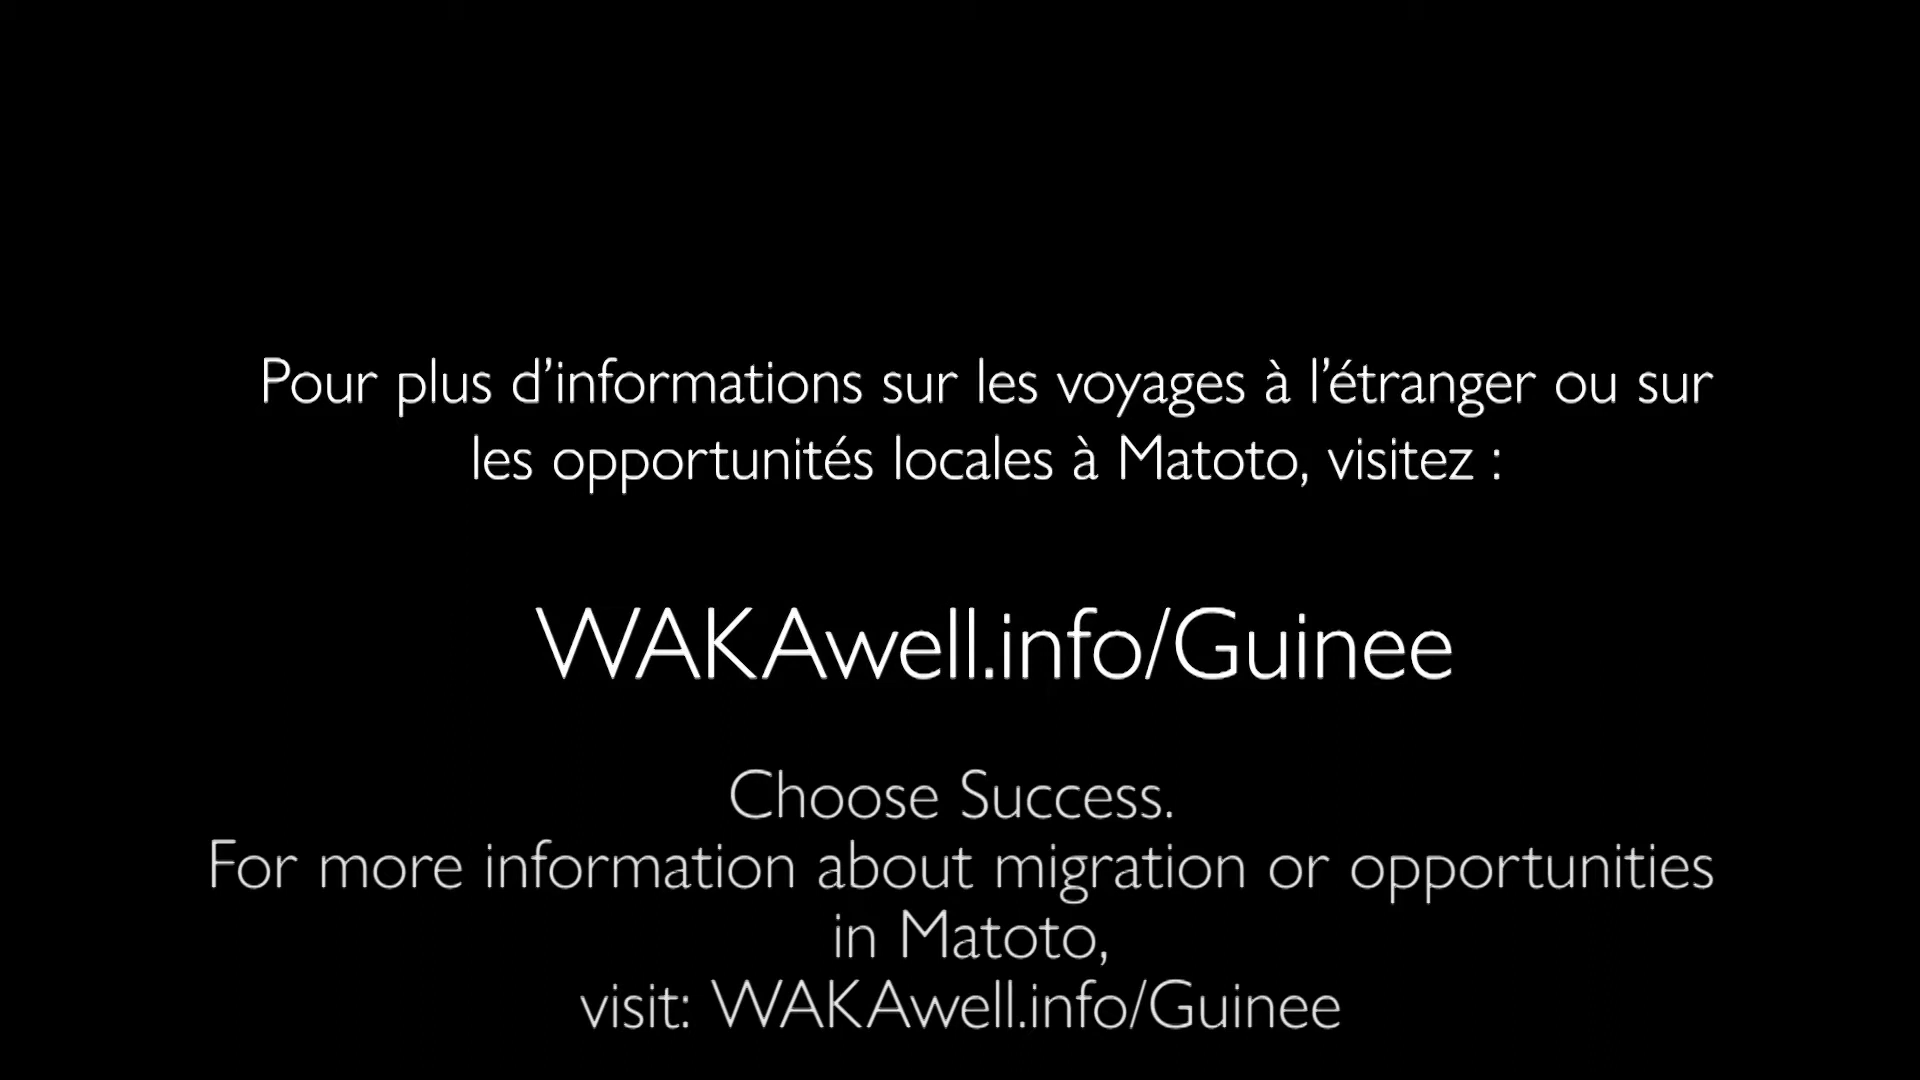 Pour plus d’informations sur les voyages à l’étranger ou sur
les opportunités locales à Matoto, visitez :
WAKAwell.info/Guinee
Choose Success.
For more information about migration or opportunities
in Matoto,
visit: WAKAwell.info/Guinee